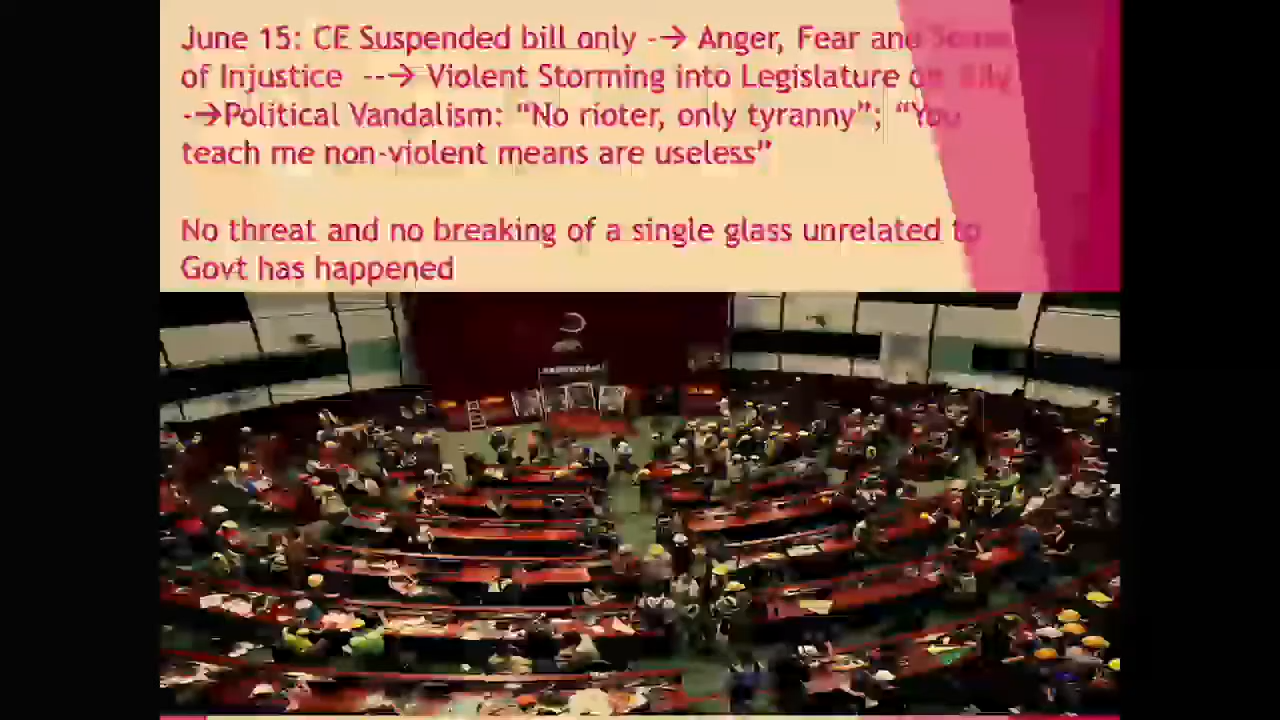 June 15: CE Suspended bill only --→ Anger, Fear and Sense
of Injustice --→ Violent Storming into Legislature on
-→Political Vandalism: “No rioter, only tyranny”; “You
teach me non-violent means are useless”
No threat and no breaking of a single glass unrelated to
Govt has happened